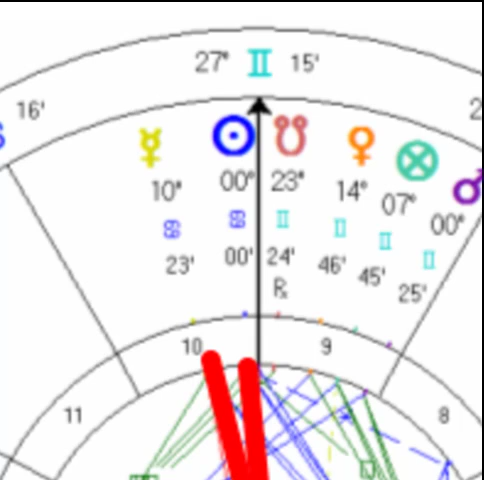 27° ♊ 15'
16'
2
☿ ☉ ☋ ♀ ⊗ ♂
10° 00° 23° 14° 07° 00°
♋ ♋ ♊ ♊ ♊ ♊
23' 00' 24' 46' 45' 25'
℞
10 9
11 8